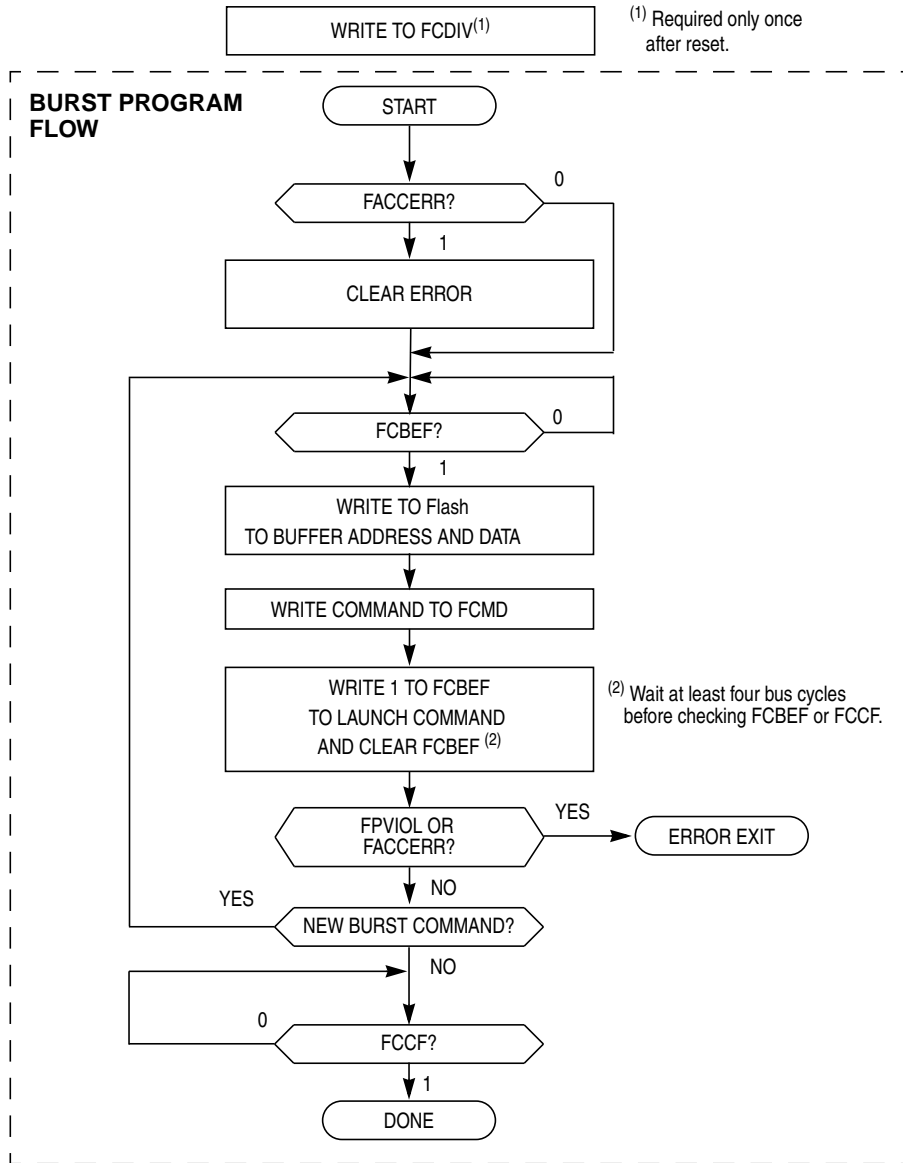 WRITE TO FCDIV(1)
(1) Required only once
after reset.
BURST PROGRAM
FLOW
START
FACCERR?
0
1
CLEAR ERROR
FCBEF?
0
1
WRITE TO Flash
TO BUFFER ADDRESS AND DATA
WRITE COMMAND TO FCMD
WRITE 1 TO FCBEF
TO LAUNCH COMMAND
AND CLEAR FCBEF (2)
(2) Wait at least four bus cycles
before checking FCBEF or FCCF.
FPVIOL OR
FACCERR?
YES
ERROR EXIT
NO
YES
NEW BURST COMMAND?
NO
0
FCCF?
1
DONE